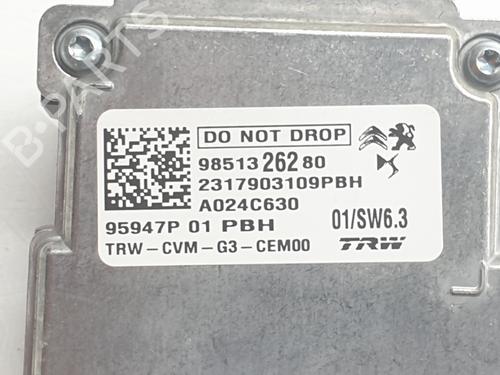 B-PARTS
DO NOT DROP
98513 262 80
2317903109PBH
A024C630
95947P 01 PBH
01/SW6.3
TRW-CVM-G3-CEM00
TRW